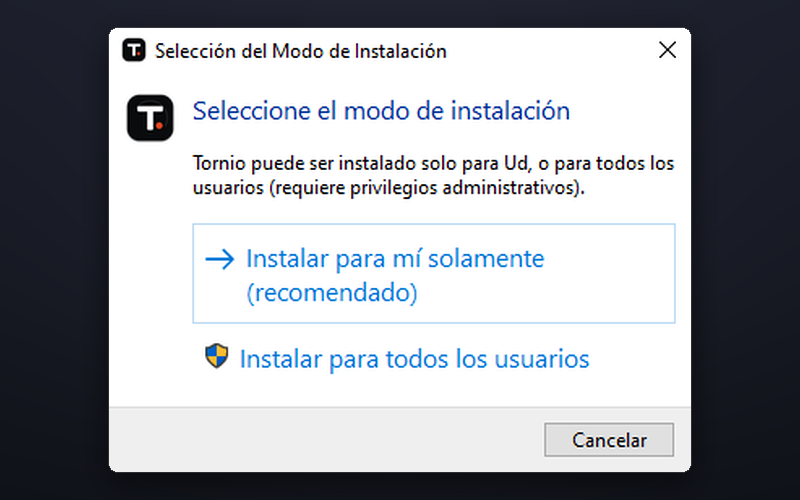 T.
Selección del Modo de Instalación
T.
Seleccione el modo de instalación
Tornio puede ser instalado solo para Ud, o para todos los
usuarios (requiere privilegios administrativos).
Instalar para mí solamente
(recomendado)
Instalar para todos los usuarios
Cancelar